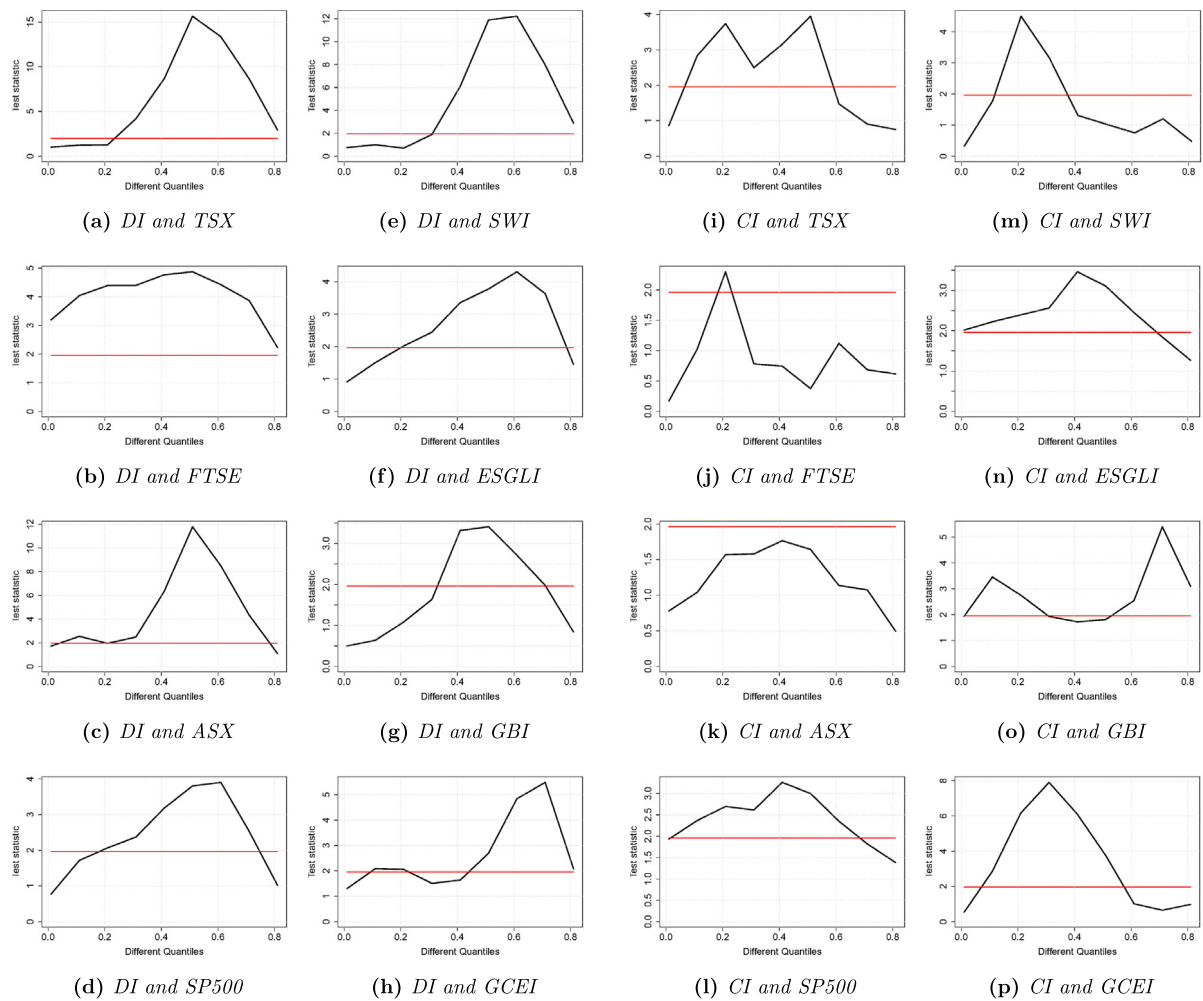 Test statistic
0 5 10 15
0.0 0.2 0.4 0.6 0.8
Different Quantiles
(a) DI and TSX
Test statistic
0 2 4 6 8 10 12
0.0 0.2 0.4 0.6 0.8
Different Quantiles
(e) DI and SWI
Test statistic
0 1 2 3 4
0.0 0.2 0.4 0.6 0.8
Different Quantiles
(i) CI and TSX
Test statistic
0 1 2 3 4
0.0 0.2 0.4 0.6 0.8
Different Quantiles
(m) CI and SWI
Test statistic
0 1 2 3 4 5
0.0 0.2 0.4 0.6 0.8
Different Quantiles
(b) DI and FTSE
Test statistic
0 1 2 3 4
0.0 0.2 0.4 0.6 0.8
Different Quantiles
(f) DI and ESGLI
Test statistic
0.0 0.5 1.0 1.5 2.0
0.0 0.2 0.4 0.6 0.8
Different Quantiles
(j) CI and FTSE
Test statistic
0.0 1.0 2.0 3.0
0.0 0.2 0.4 0.6 0.8
Different Quantiles
(n) CI and ESGLI
Test statistic
0 2 4 6 8 10 12
0.0 0.2 0.4 0.6 0.8
Different Quantiles
(c) DI and ASX
Test statistic
0.0 1.0 2.0 3.0
0.0 0.2 0.4 0.6 0.8
Different Quantiles
(g) DI and GBI
Test statistic
0.0 0.5 1.0 1.5 2.0
0.0 0.2 0.4 0.6 0.8
Different Quantiles
(k) CI and ASX
Test statistic
0 1 2 3 4 5
0.0 0.2 0.4 0.6 0.8
Different Quantiles
(o) CI and GBI
Test statistic
0 1 2 3 4
0.0 0.2 0.4 0.6 0.8
Different Quantiles
(d) DI and SP500
Test statistic
0 1 2 3 4 5
0.0 0.2 0.4 0.6 0.8
Different Quantiles
(h) DI and GCEI
Test statistic
0.0 0.5 1.0 1.5 2.0 2.5 3.0
0.0 0.2 0.4 0.6 0.8
Different Quantiles
(l) CI and SP500
Test statistic
0 2 4 6 8
0.0 0.2 0.4 0.6 0.8
Different Quantiles
(p) CI and GCEI